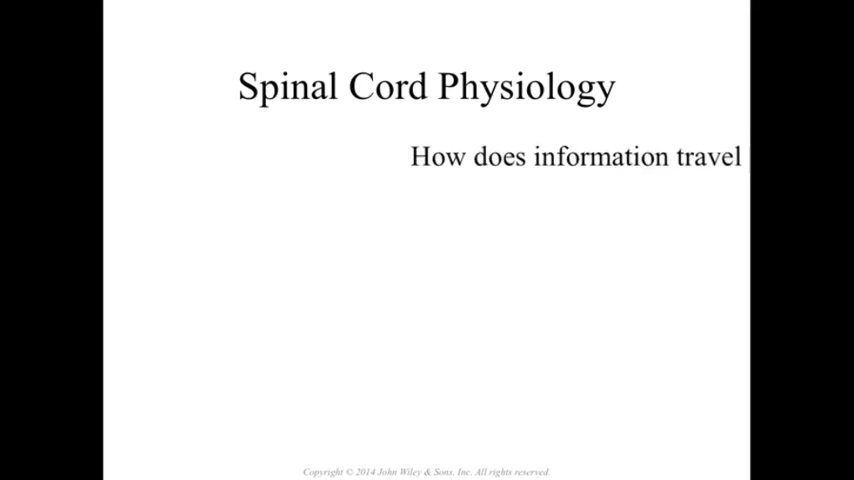 Spinal Cord Physiology
How does information travel
Copyright © 2014 John Wiley & Sons, Inc. All rights reserved.